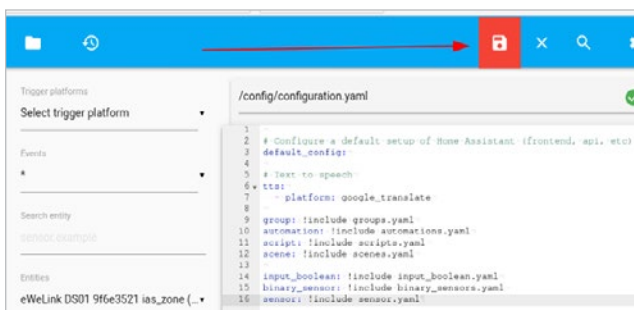 Trigger platforms
Select trigger platform
Events
*
Search entity
sensor.example
Entities
eWeLink DS01 9f6e3521 ias_zone (...
/config/configuration.yaml
1
2 # Configure a default setup of Home Assistant (frontend, api, etc)
3 default_config:
4
5 # Text to speech
6 tts:
7 - platform: google_translate
8
9 group: !include groups.yaml
10 automation: !include automations.yaml
11 script: !include scripts.yaml
12 scene: !include scenes.yaml
13
14 input_boolean: !include input_boolean.yaml
15 binary_sensor: !include binary_sensors.yaml
16 sensor: !include sensor.yaml